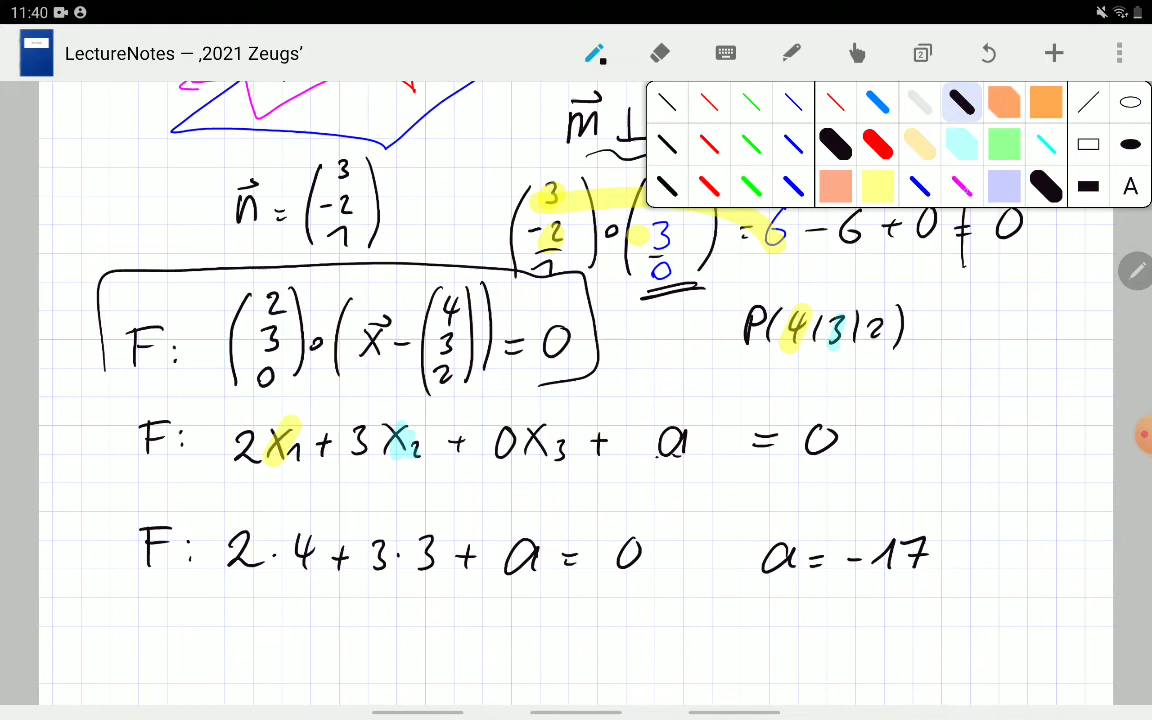 11:40
LectureNotes — ‚2021 Zeugs’
m⃗ ⊥
n⃗ = (3 -2 1)
(3 -2 1) ∘ ( 3 0) = 6 - 6 + 0 = 0
F: (2 3 0) ∘ (x⃗ - (4 3 2)) = 0
P(4|3|2)
F: 2x₁ + 3x₂ + 0x₃ + a = 0
F: 2·4 + 3·3 + a = 0 a = -17
2
A